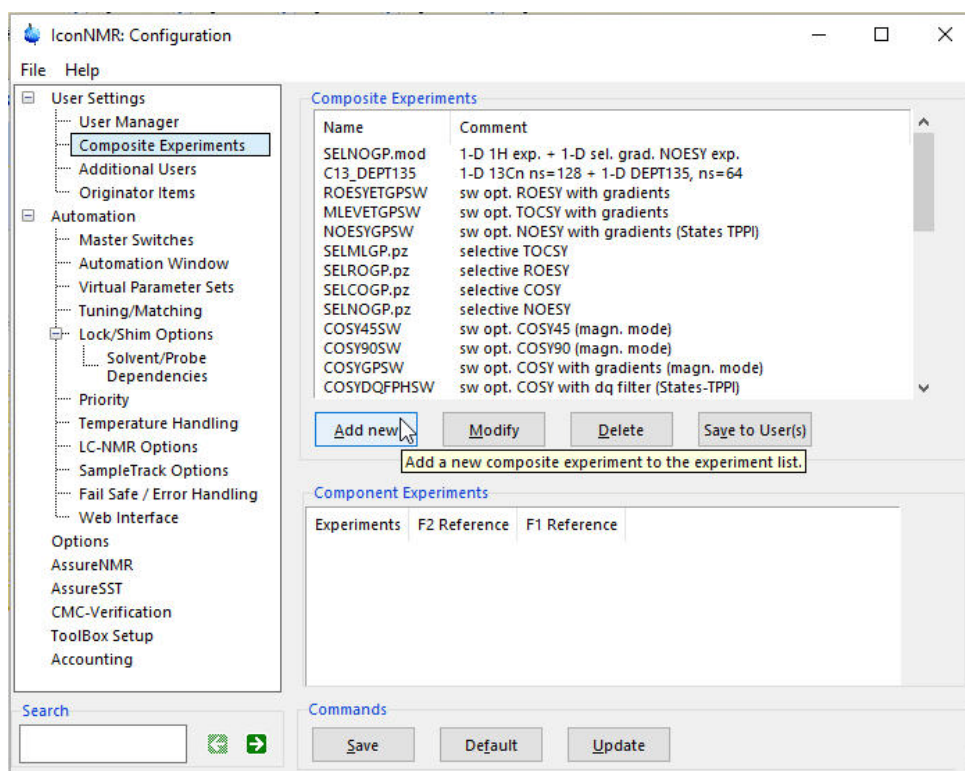 IconNMR: Configuration
File Help
User Settings
User Manager
Composite Experiments
Additional Users
Originator Items
Automation
Master Switches
Automation Window
Virtual Parameter Sets
Tuning/Matching
Lock/Shim Options
Solvent/Probe
Dependencies
Priority
Temperature Handling
LC-NMR Options
SampleTrack Options
Fail Safe / Error Handling
Web Interface
Options
AssureNMR
AssureSST
CMC-Verification
ToolBox Setup
Accounting
Search
Composite Experiments
Name Comment
SELNOGP.mod 1-D 1H exp. + 1-D sel. grad. NOESY exp.
C13_DEPT135 1-D 13Cn ns=128 + 1-D DEPT135, ns=64
ROESYETGPSW sw opt. ROESY with gradients
MLEVETGPSW sw opt. TOCSY with gradients
NOESYGPSW sw opt. NOESY with gradients (States TPPI)
SELMLGP.pz selective TOCSY
SELROGP.pz selective ROESY
SELCOGP.pz selective COSY
SELNOGP.pz selective NOESY
COSY45SW sw opt. COSY45 (magn. mode)
COSY90SW sw opt. COSY90 (magn. mode)
COSYGPSW sw opt. COSY with gradients (magn. mode)
COSYDQFPHSW sw opt. COSY with dq filter (States-TPPI)
Add new Modify Delete Save to User(s)
Add a new composite experiment to the experiment list.
Component Experiments
Experiments F2 Reference F1 Reference
Commands
Save Default Update